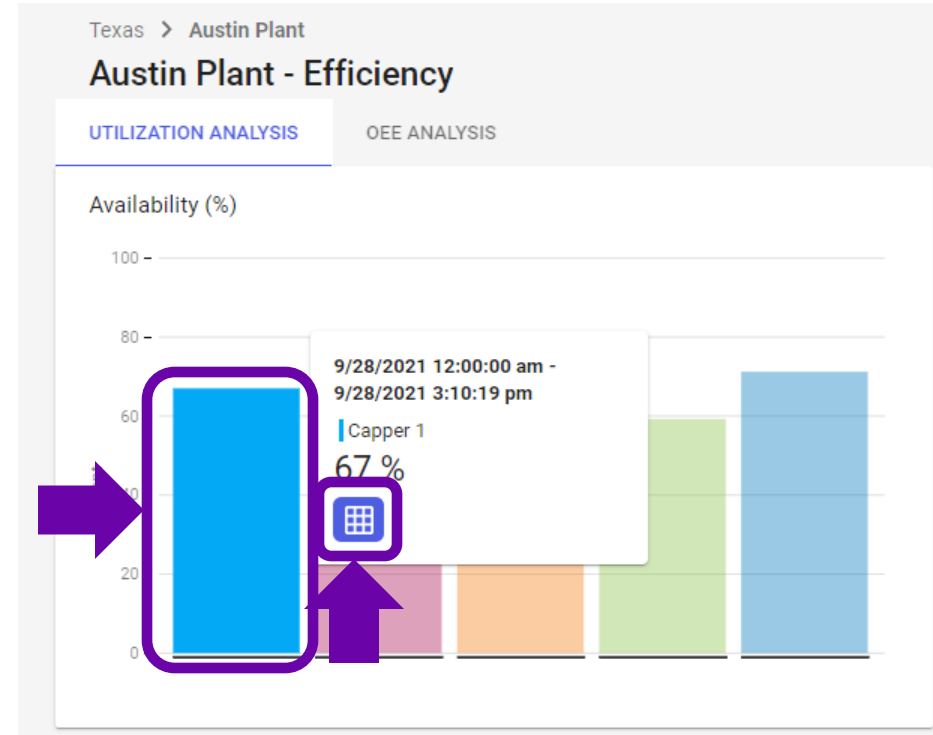 Texas > Austin Plant
Austin Plant - Efficiency
UTILIZATION ANALYSIS
OEE ANALYSIS
Availability (%)
100
80
60
20
0
9/28/2021 12:00:00 am -
9/28/2021 3:10:19 pm
Capper 1
67 %